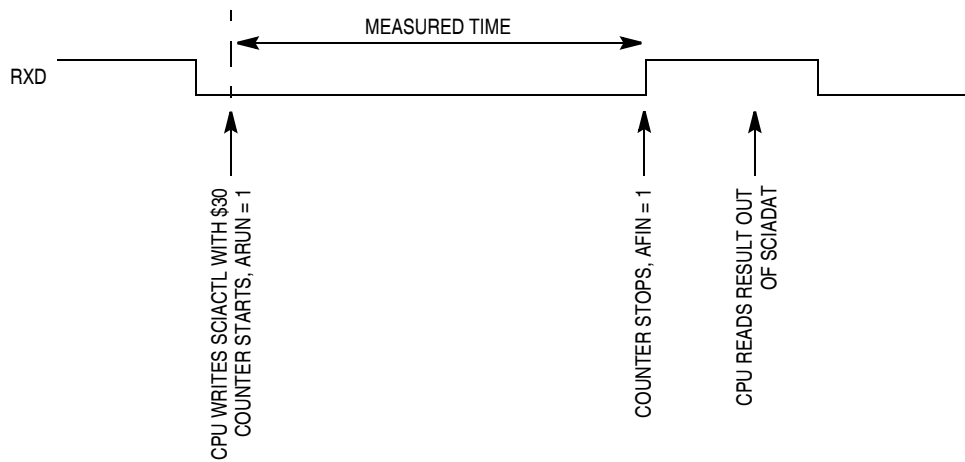 MEASURED TIME
RXD
CPU WRITES SCIACTL WITH $30
COUNTER STARTS, ARUN = 1
COUNTER STOPS, AFIN = 1
CPU READS RESULT OUT
OF SCIADAT